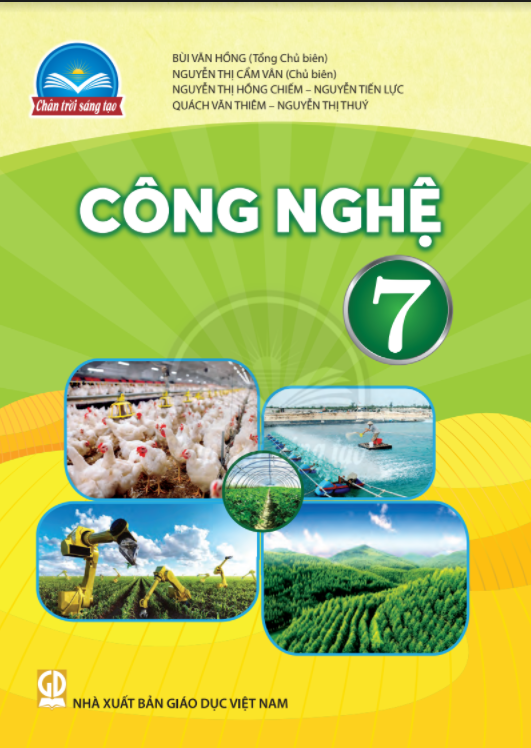 BÙI VĂN HỒNG (Tổng Chủ biên)
NGUYỄN THỊ CẨM VÂN (Chủ biên)
NGUYỄN THỊ HỒNG CHIẾM – NGUYỄN TIẾN LỰC
QUÁCH VĂN THIÊM – NGUYỄN THỊ THUÝ
Chân trời sáng tạo
CÔNG NGHỆ
7
GD
NHÀ XUẤT BẢN GIÁO DỤC VIỆT NAM